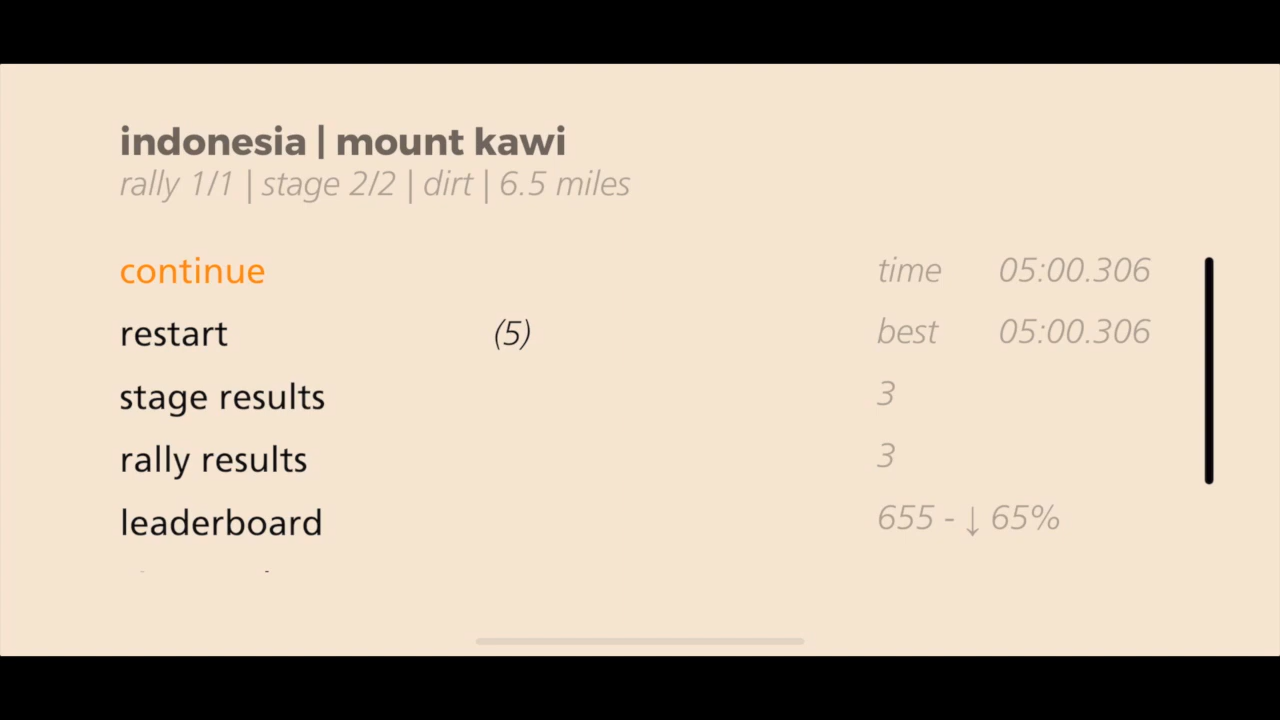 indonesia | mount kawi
rally 1/1 | stage 2/2 | dirt | 6.5 miles
continue
time 05:00.306
restart (5)
best 05:00.306
stage results
3
rally results
3
leaderboard
655 - ↓ 65%